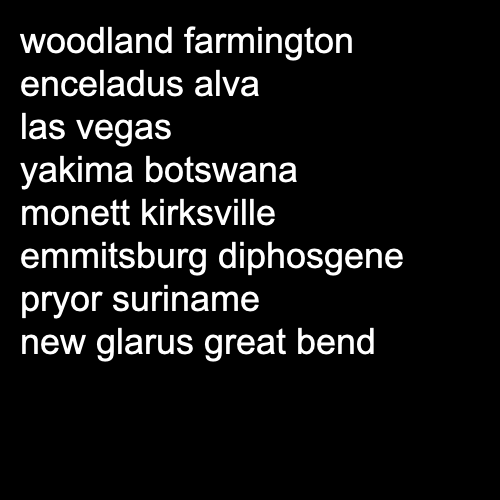 woodland farmington
enceladus alva
las vegas
yakima botswana
monett kirksville
emmitsburg diphosgene
pryor suriname
new glarus great bend